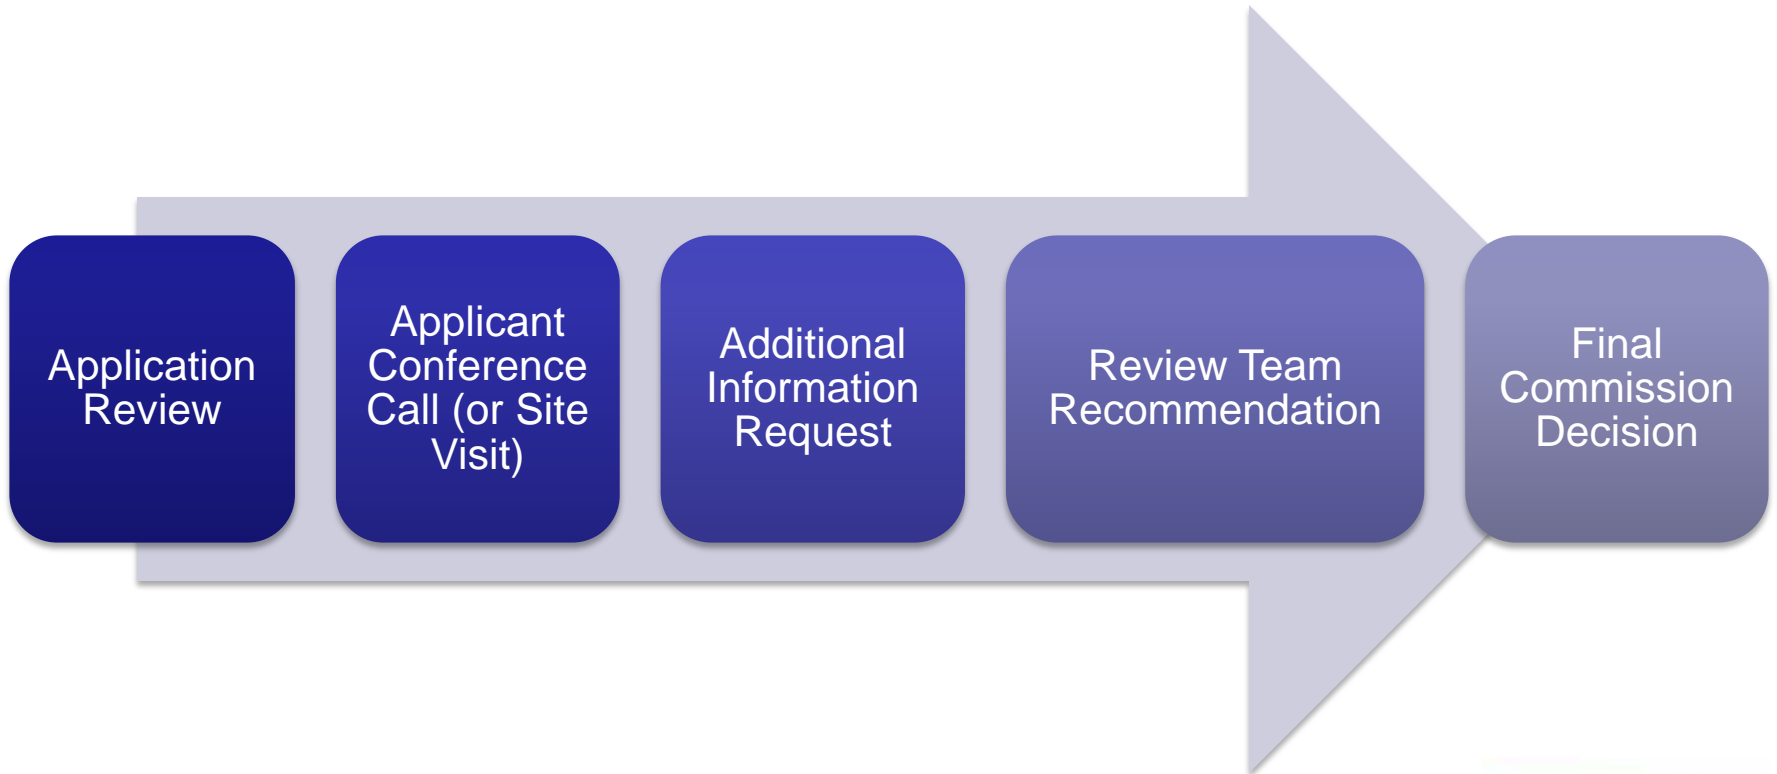 Application
Review
Applicant
Conference
Call (or Site
Visit)
Additional
Information
Request
Review Team
Recommendation
Final
Commission
Decision